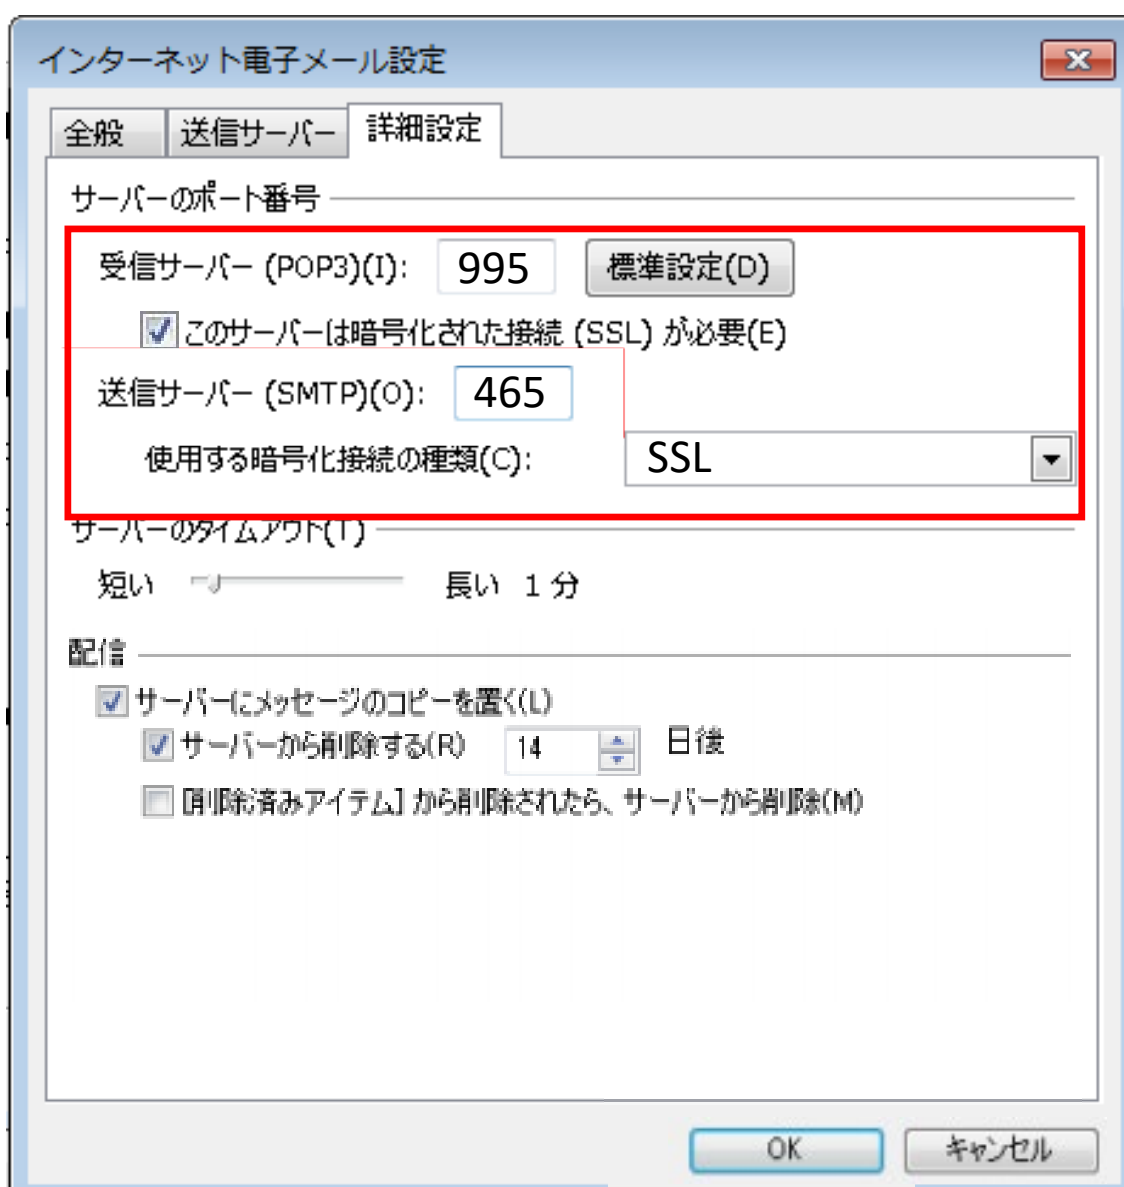 インターネット電子メール設定
全般 送信サーバー 詳細設定
サーバーのポート番号
受信サーバー (POP3)(I): 995 標準設定(D)
このサーバーは暗号化された接続 (SSL) が必要(E)
送信サーバー (SMTP)(O): 465
使用する暗号化接続の種類(C): SSL
サーバーのタイムアウト(T)
短い 長い 1 分
配信
サーバーにメッセージのコピーを置く(L)
サーバーから削除する(R) 14 日後
[削除済みアイテム] から削除されたら、サーバーから削除(M)
OK キャンセル